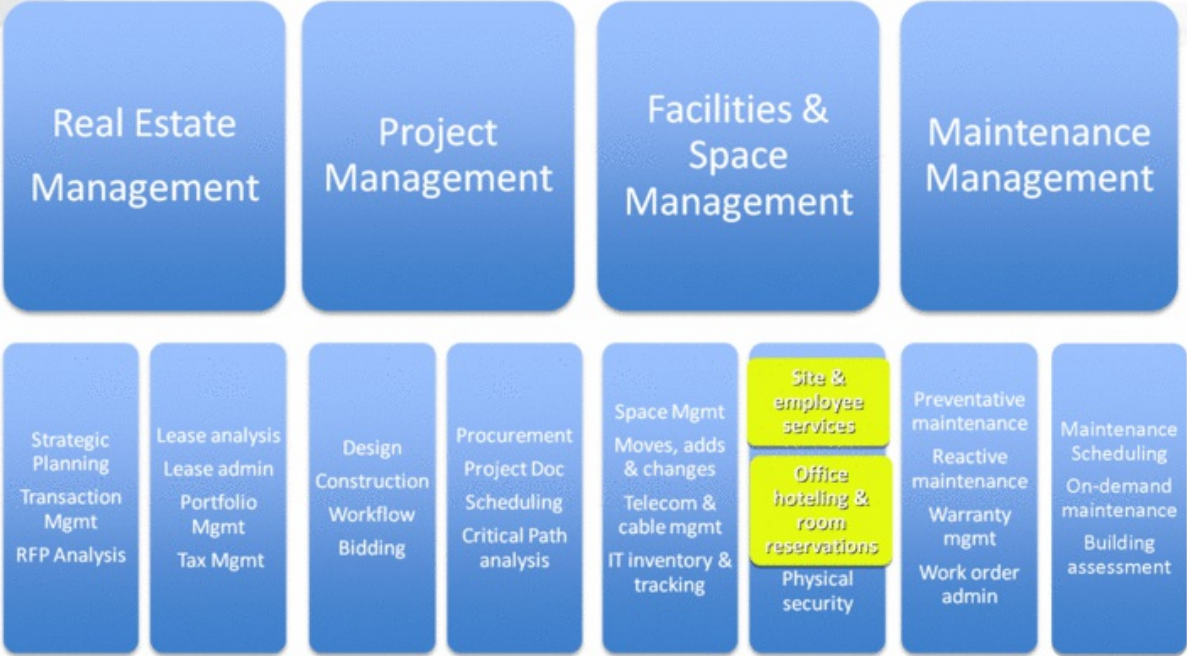 Real Estate
Management
Project
Management
Facilities &
Space
Management
Maintenance
Management
Strategic
Planning
Transaction
Mgmt
RFP Analysis
Lease analysis
Lease admin
Portfolio
Mgmt
Tax Mgmt
Design
Construction
Workflow
Bidding
Procurement
Project Doc
Scheduling
Critical Path
analysis
Space Mgmt
Moves, adds
& changes
Telecom &
cable mgmt
IT inventory &
tracking
Site &
employee
services
Office
hoteling &
room
reservations
Physical
security
Preventative
maintenance
Reactive
maintenance
Warranty
mgmt
Work order
admin
Maintenance
Scheduling
On-demand
maintenance
Building
assessment